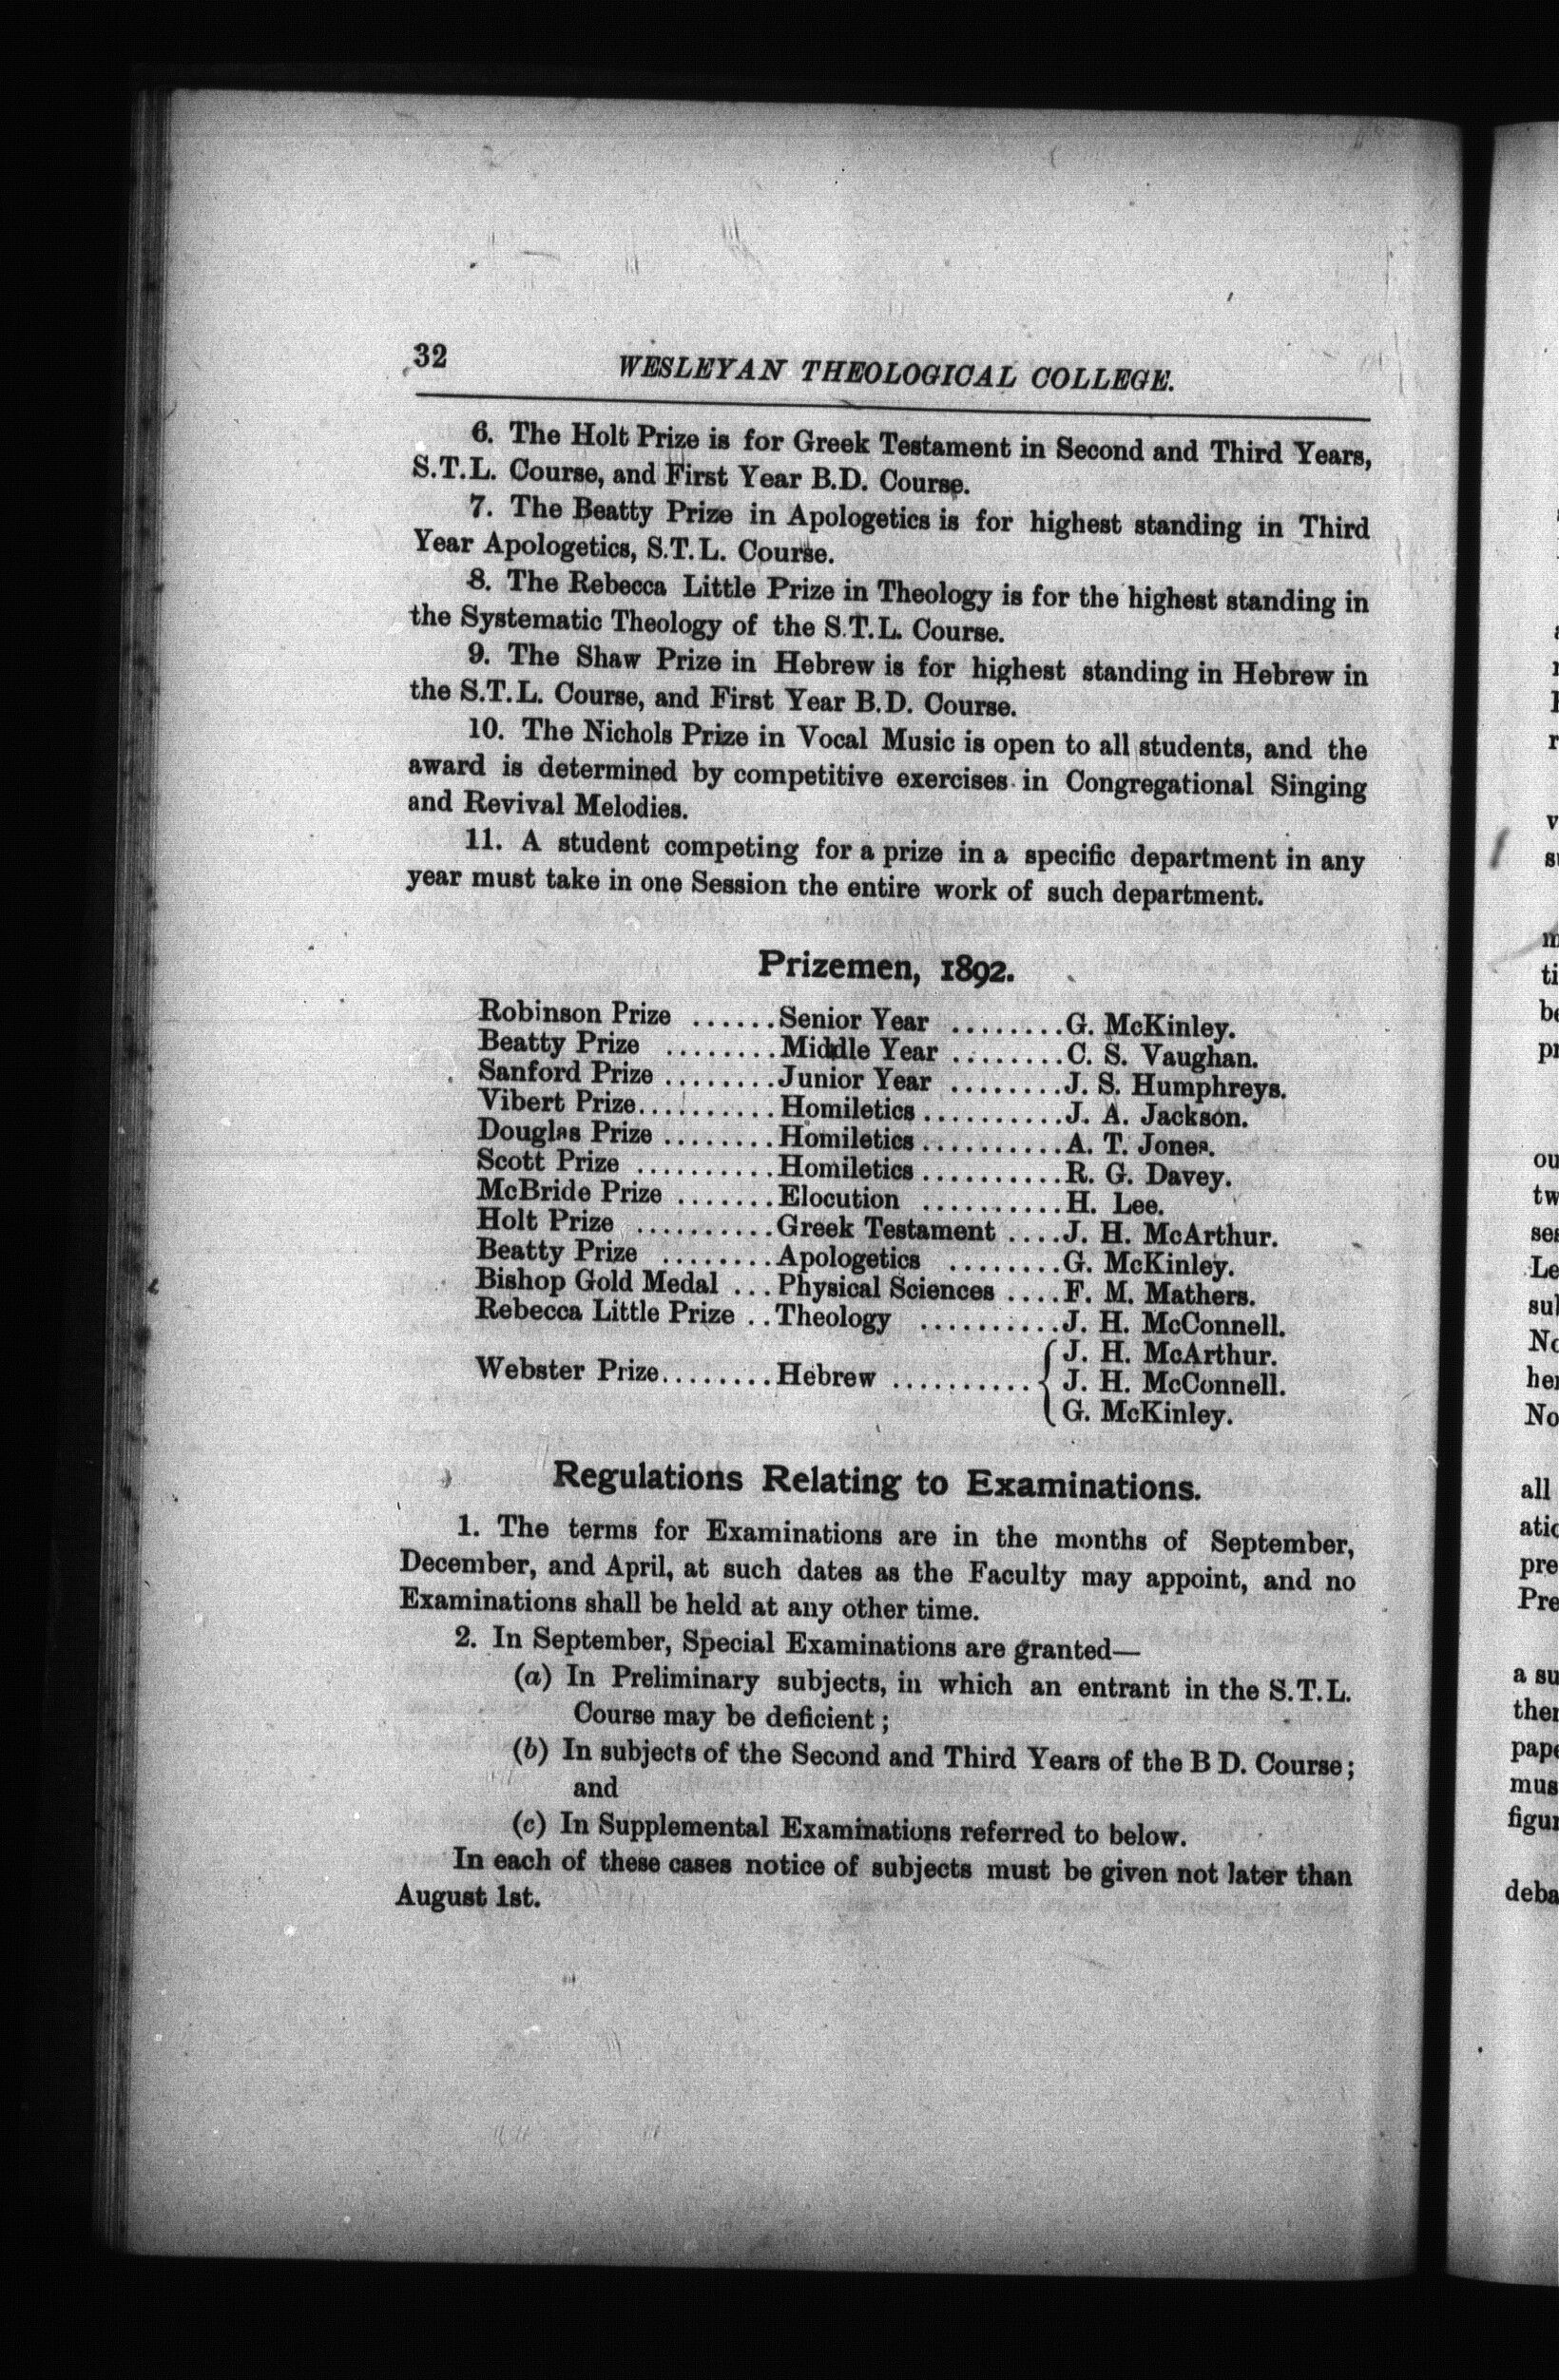 32
WESLEYAN THEOLOGICAL COLLEGE.
6. The Holt Prize is for Greek Testament in Second and Third Years,
S.T.L. Course, and First Year B.D. Course.
7. The Beatty Prize in Apologetics is for highest standing in Third
Year Apologetics, S.T.L. Course.
8. The Rebecca Little Prize in Theology is for the highest standing in
the Systematic Theology of the S.T.L. Course.
9. The Shaw Prize in Hebrew is for highest standing in Hebrew in
the S.T.L. Course, and First Year B.D. Course.
10. The Nichols Prize in Vocal Music is open to all students, and the
award is determined by competitive exercises in Congregational Singing
and Revival Melodies.
11. A student competing for a prize in a specific department in any
year must take in one Session the entire work of such department.
Prizemen, 1892.
Robinson Prize ...... Senior Year ........ G. McKinley.
Beatty Prize ........ Middle Year ........ C. S. Vaughan.
Sanford Prize ........ Junior Year ........ J. S. Humphreys.
Vibert Prize.......... Homiletics.......... J. A. Jackson.
Douglas Prize ........ Homiletics.......... A. T. Jones.
Scott Prize .......... Homiletics.......... R. G. Davey.
McBride Prize ....... Elocution .......... H. Lee.
Holt Prize .......... Greek Testament .... J. H. McArthur.
Beatty Prize ........ Apologetics ........ G. McKinley.
Bishop Gold Medal ... Physical Sciences .... F. M. Mathers.
Rebecca Little Prize .. Theology .......... J. H. McConnell.
J. H. McArthur.
Webster Prize........ Hebrew .......... { J. H. McConnell.
G. McKinley.
Regulations Relating to Examinations.
1. The terms for Examinations are in the months of September,
December, and April, at such dates as the Faculty may appoint, and no
Examinations shall be held at any other time.
2. In September, Special Examinations are granted—
(a) In Preliminary subjects, in which an entrant in the S.T.L.
Course may be deficient;
(b) In subjects of the Second and Third Years of the B D. Course;
and
(c) In Supplemental Examinations referred to below.
In each of these cases notice of subjects must be given not later than
August 1st.